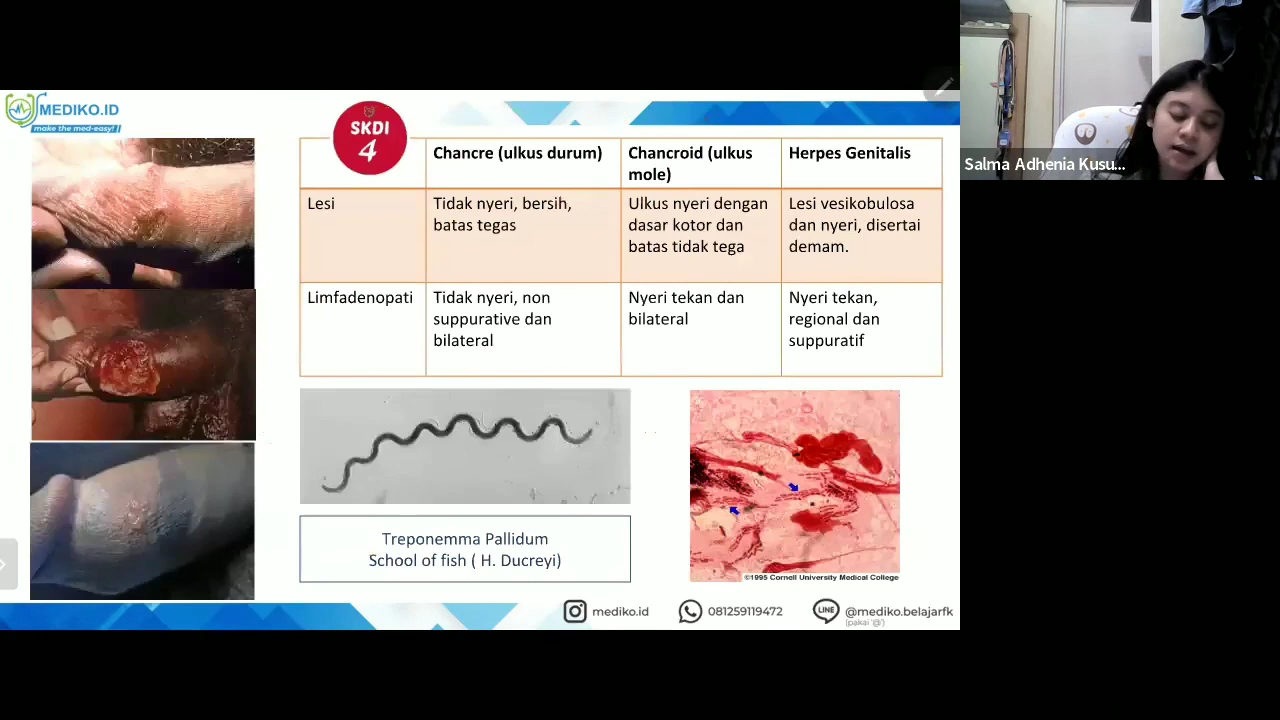 MEDIKO.ID
make the med-easy!
SKDI
4
Chancre (ulkus durum)
Chancroid (ulkus
mole)
Herpes Genitalis
Lesi
Tidak nyeri, bersih,
batas tegas
Ulkus nyeri dengan
dasar kotor dan
batas tidak tega
Lesi vesikobulosa
dan nyeri, disertai
demam.
Limfadenopati
Tidak nyeri, non
suppurative dan
bilateral
Nyeri tekan dan
bilateral
Nyeri tekan,
regional dan
suppuratif
Treponemma Pallidum
School of fish ( H. Ducreyi)
©1995 Cornell University Medical College
mediko.id
081259119472
LINE
@mediko.belajarfk
(pakai '@')
Salma Adhenia Kusu...